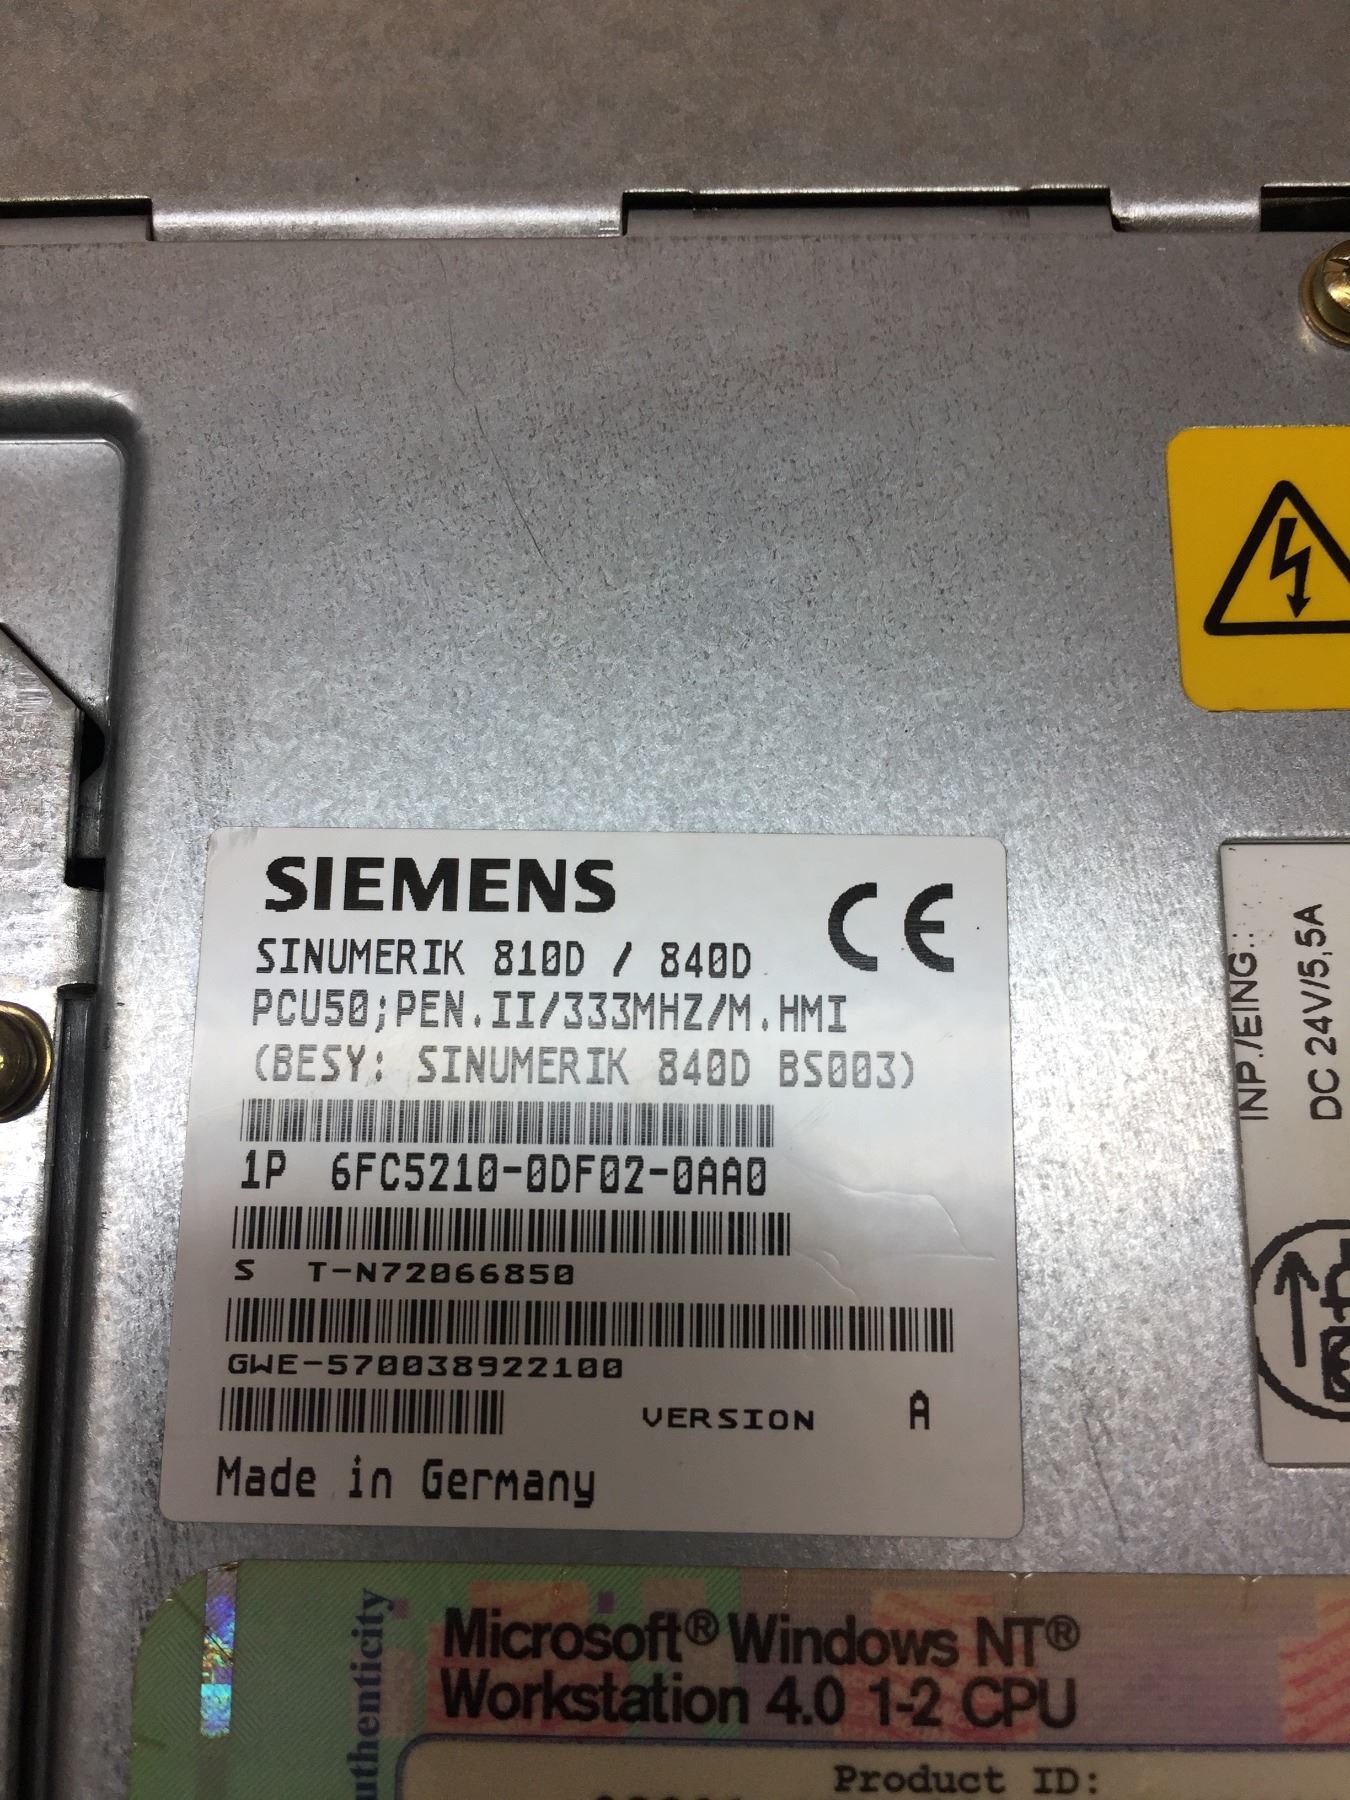 SIEMENS
CE
SINUMERIK 810D / 840D
PCU50;PEN.II/333MHZ/M.HMI
(BESY: SINUMERIK 840D BS003)
1P 6FC5210-0DF02-0AA0
S T-N72066850
GWE-570038922100
VERSION A
Made in Germany
INP./EING.:
DC 24V/5,5A
uthenticity
Microsoft® Windows NT®
Workstation 4.0 1-2 CPU
Product ID: